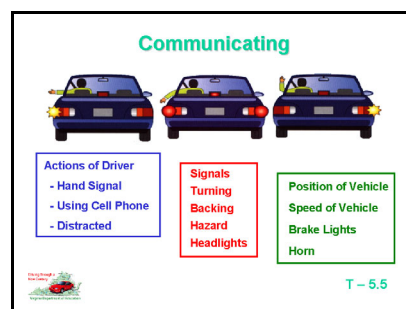 Communicating
Actions of Driver
- Hand Signal
- Using Cell Phone
- Distracted
Signals
Turning
Backing
Hazard
Headlights
Position of Vehicle
Speed of Vehicle
Brake Lights
Horn
T – 5.5